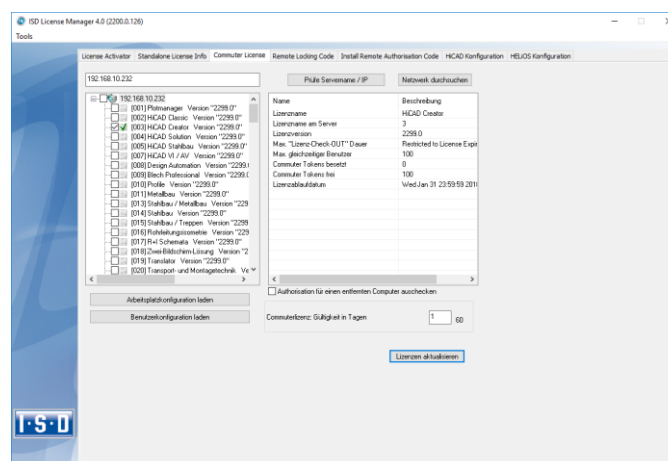 ISD License Manager 4.0 (2200.0.126)
Tools
License Activator Standalone License Info Commuter License Remote Locking Code Install Remote Authorisation Code HiCAD Konfiguration HELiOS Konfiguration
192.168.10.232
Prüfe Servername / IP
Netzwerk durchsuchen
192.168.10.232
[001] Plotmanager Version "2299.0"
[002] HiCAD Classic Version "2299.0"
[003] HiCAD Creator Version "2299.0"
[004] HiCAD Solution Version "2299.0"
[005] HiCAD Stahlbau Version "2299.0"
[007] HiCAD VI / AV Version "2299.0"
[008] Design Automation Version "2299.(
[009] Blech Professional Version "2299.(
[010] Profile Version "2299.0"
[011] Metallbau Version "2299.0"
[013] Stahlbau / Metallbau Version "229
[014] Stahlbau Version "2299.0"
[015] Stahlbau / Treppen Version "2299
[016] Rohrleitungsisometrie Version "2299.
[017] R+I Schemata Version "2299.0"
[018] Zwei-Bildschirm-Lösung Version "2
[019] Translator Version "2299.0"
[020] Transport- und Montagetechnik Ve
Name Beschreibung
Lizenzname HiCAD Creator
Lizenzname am Server 3
Lizenzversion 2299.0
Max. "Lizenz-Check-OUT" Dauer Restricted to License Expir
Max. gleichzeitiger Benutzer 100
Commuter Tokens besetzt 0
Commuter Tokens frei 100
Lizenzablaufdatum Wed Jan 31 23:59:59 201
Authorisation für einen entfernten Computer auschecken
Arbeitsplatzkonfiguration laden
Benutzerkonfiguration laden
Commuterlizenz: Gültigkeit in Tagen 1 60
Lizenzen aktualisieren
I·S·D